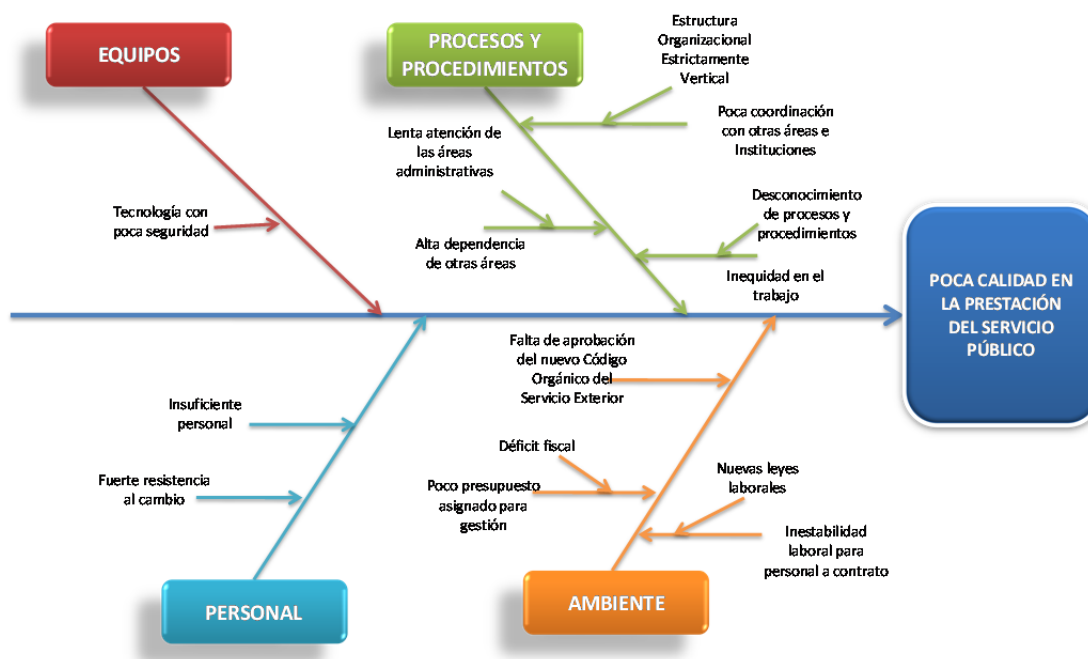 EQUIPOS
PROCESOS Y
PROCEDIMIENTOS
Estructura
Organizacional
Estrictamente
Vertical
Poca coordinación
con otras áreas e
Instituciones
Lenta atención de
las áreas
administrativas
Tecnología con
poca seguridad
Alta dependencia
de otras áreas
Desconocimiento
de procesos y
procedimientos
Inequidad en el
trabajo
POCA CALIDAD EN
LA PRESTACIÓN
DEL SERVICIO
PÚBLICO
Falta de aprobación
del nuevo Código
Orgánico del
Servicio Exterior
Insuficiente
personal
Fuerte resistencia
al cambio
Déficit fiscal
Poco presupuesto
asignado para
gestión
Nuevas leyes
laborales
Inestabilidad
laboral para
personal a contrato
PERSONAL
AMBIENTE